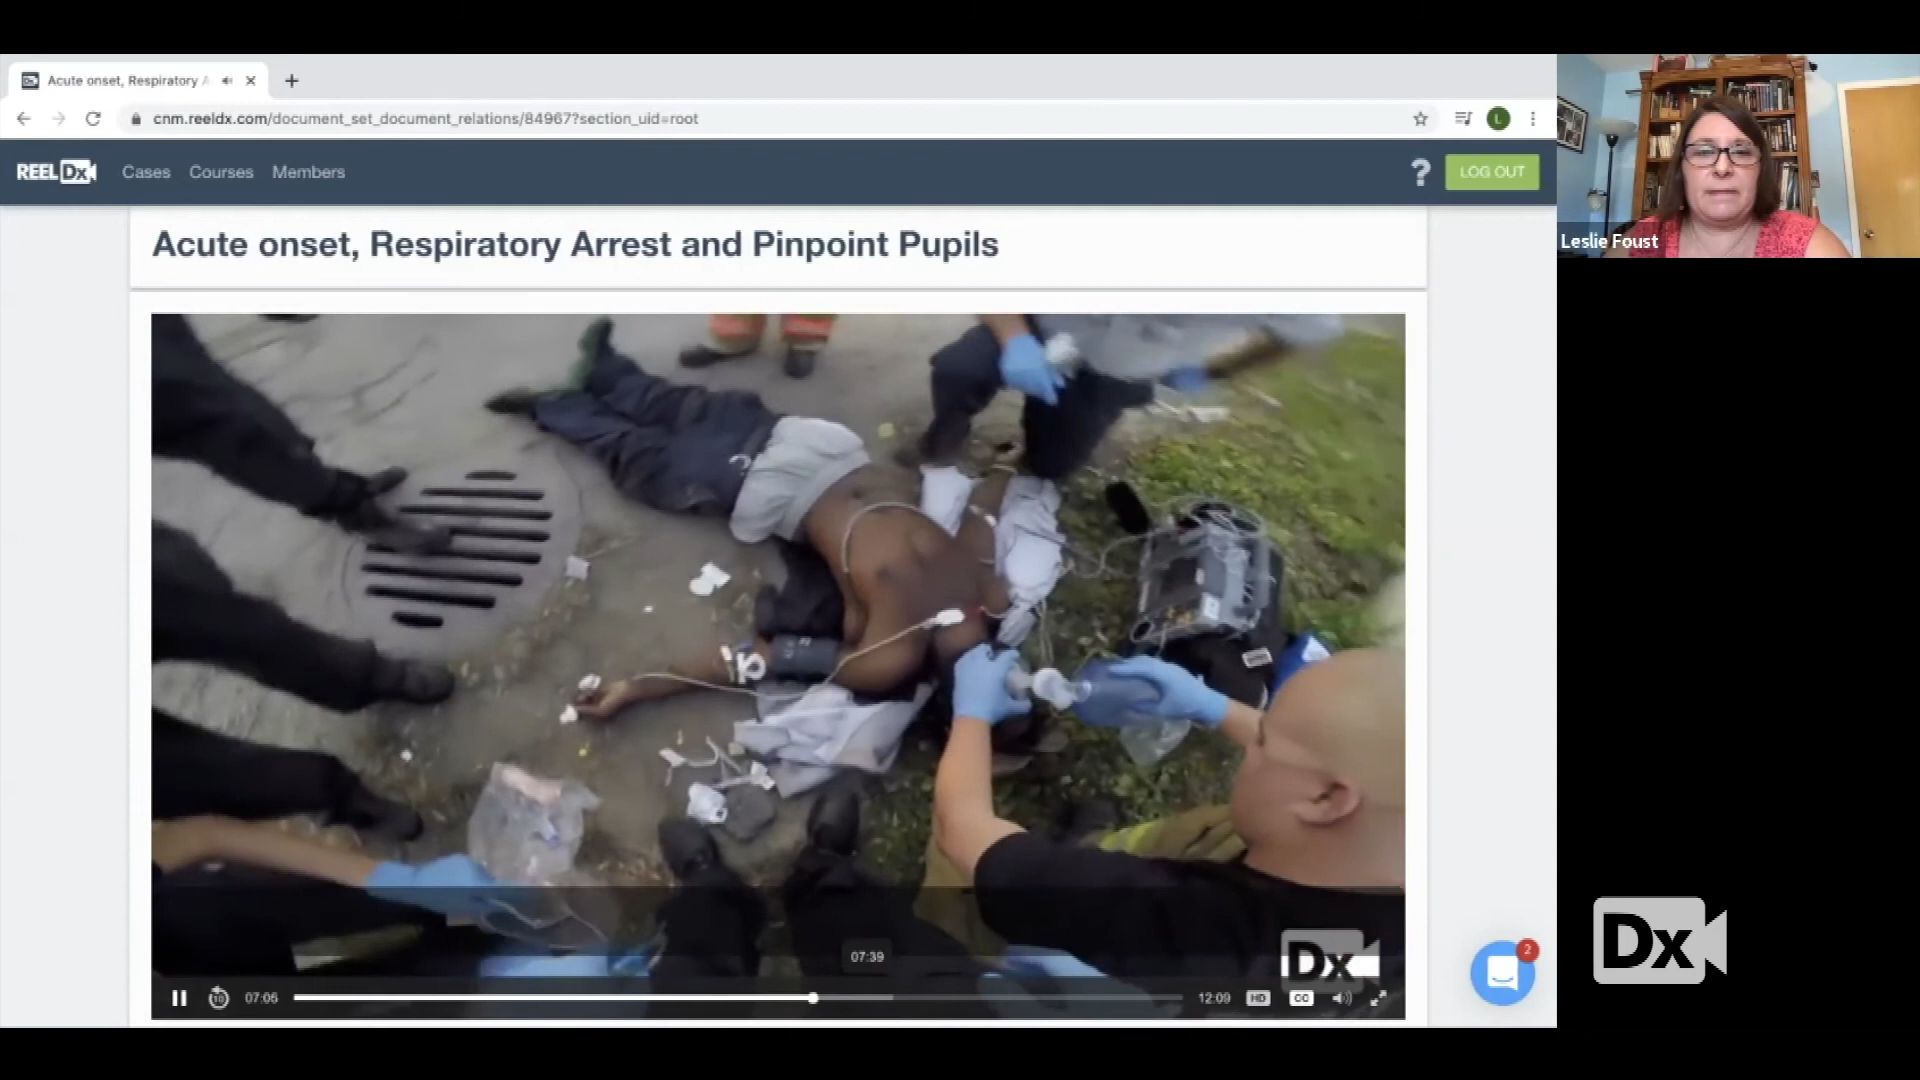 Acute onset, Respiratory A
cnm.reeldx.com/document_set_document_relations/84967?section_uid=root
L
REEL Dx
Cases
Courses
Members
?
LOG OUT
Leslie Foust
Acute onset, Respiratory Arrest and Pinpoint Pupils
Dx
07:39
10
07:06
12:09
HD
CC
2
Dx